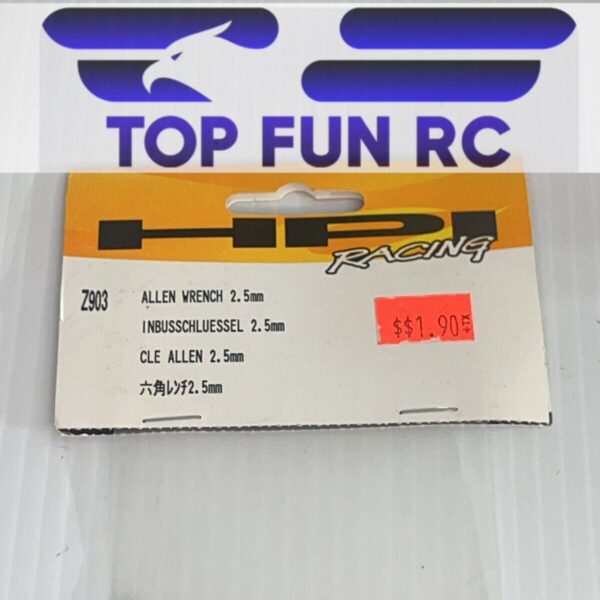 TOP FUN RC
HPI
RACING
Z903 ALLEN WRENCH 2.5mm
INBUSSCHLUESSEL 2.5mm
CLE ALLEN 2.5mm
六角ﾚﾝﾁ2.5mm
$$1.90